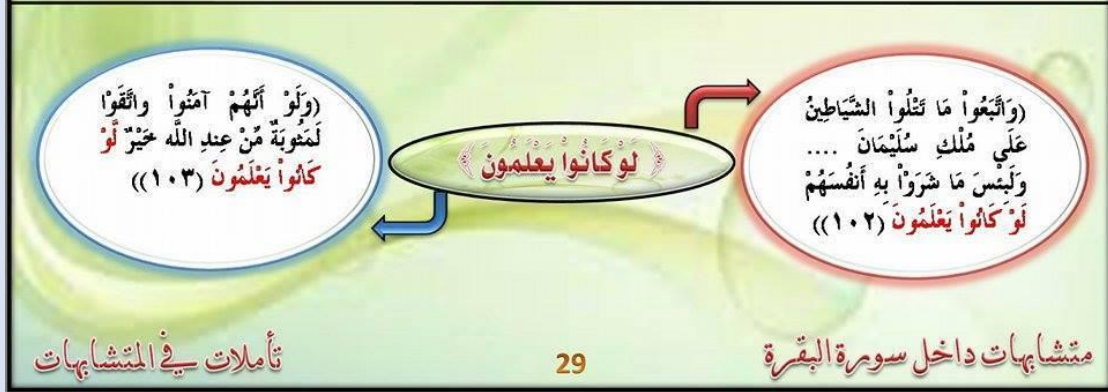 ﴿ لَوْ كَانُواْ يَعْلَمُونَ ﴾
(وَاتَّبَعُواْ مَا تَتْلُواْ الشَّيَاطِينُ
عَلَى مُلْكِ سُلَيْمَانَ ....
وَلَبِئْسَ مَا شَرَوْاْ بِهِ أَنفُسَهُمْ
لَوْ كَانُواْ يَعْلَمُونَ (١٠٢))
(وَلَوْ أَنَّهُمْ آمَنُواْ واتَّقَوْا
لَمَثُوبَةٌ مِّنْ عِندِ اللَّه خَيْرٌ لَّوْ
كَانُواْ يَعْلَمُونَ (١٠٣))
متشابهات داخل سورة البقرة
29
تأملات في المتشابهات